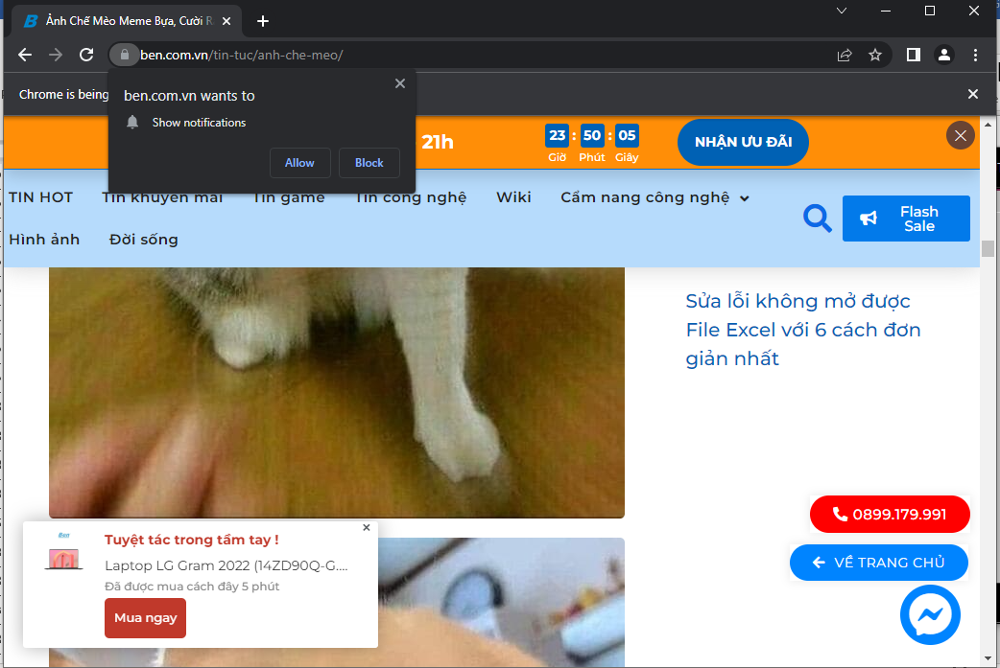 Ảnh Chế Mèo Meme Bựa, Cười R
ben.com.vn/tin-tuc/anh-che-meo/
Chrome is being
ben.com.vn wants to
Show notifications
Allow
Block
21h
23 : 50 : 05
Giờ Phút Giây
NHẬN ƯU ĐÃI
TIN HOT
Tin khuyến mãi
Tin game
Tin công nghệ
Wiki
Cẩm nang công nghệ
Hình ảnh
Đời sống
Flash
Sale
Sửa lỗi không mở được
File Excel với 6 cách đơn
giản nhất
Ben
Tuyệt tác trong tầm tay !
Laptop LG Gram 2022 (14ZD90Q-G....
Đã được mua cách đây 5 phút
Mua ngay
0899.179.991
VỀ TRANG CHỦ